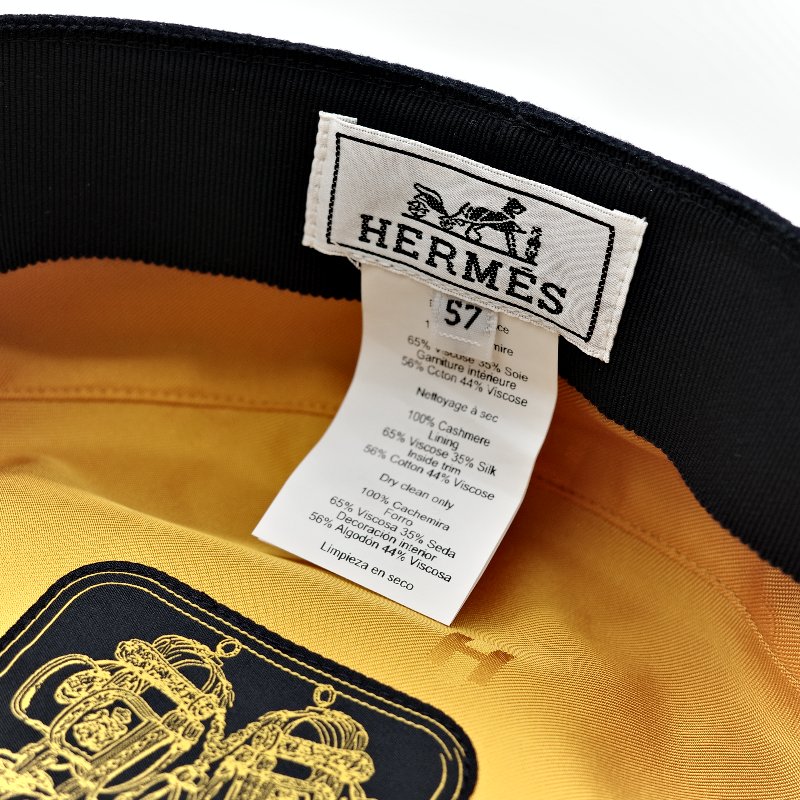 HERMÈS
57
65% Viscose 35% Soie
Garniture intérieure
56% Coton 44% Viscose
Nettoyage à sec
100% Cashmere
Lining
65% Viscose 35% Silk
Inside trim
56% Cotton 44% Viscose
Dry clean only
100% Cachemira
Forro
65% Viscosa 35% Seda
Decoración interior
56% Algodón 44% Viscosa
Limpieza en seco
H